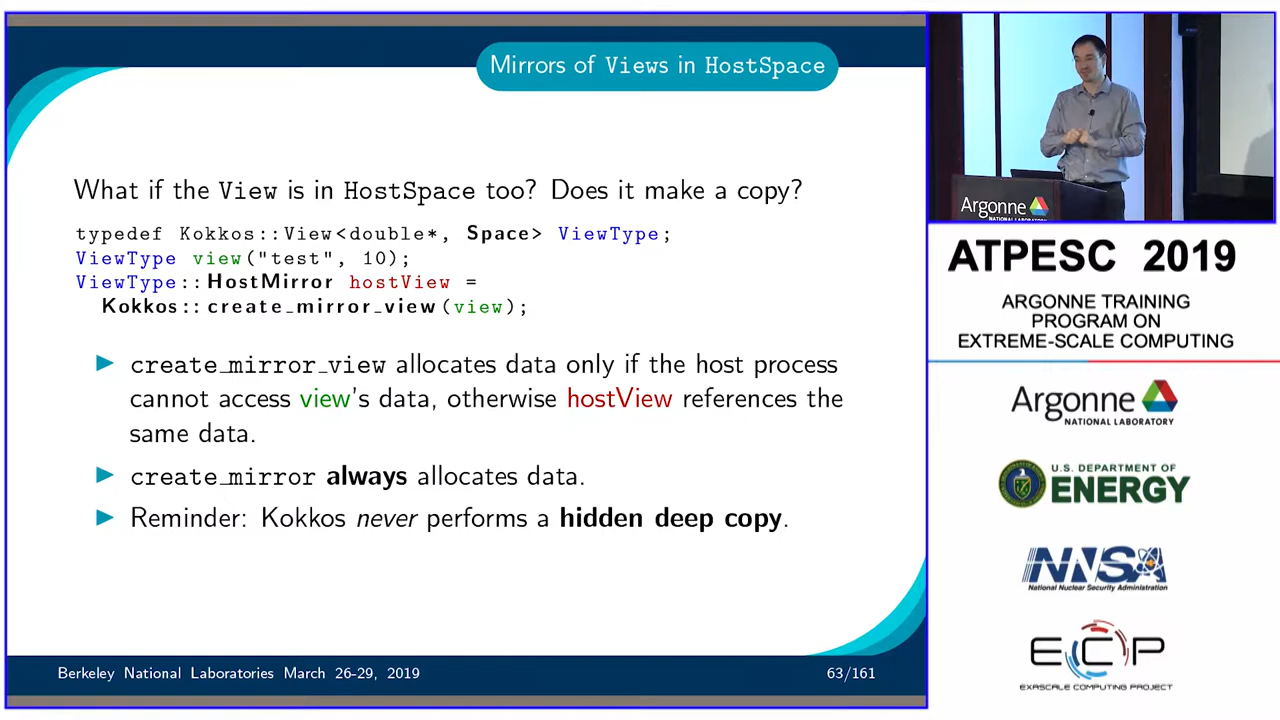 Mirrors of Views in HostSpace
What if the View is in HostSpace too? Does it make a copy?
typedef Kokkos::View<double*, Space> ViewType;
ViewType view("test", 10);
ViewType::HostMirror hostView =
Kokkos::create_mirror_view(view);
► create_mirror_view allocates data only if the host process
cannot access view's data, otherwise hostView references the
same data.
► create_mirror always allocates data.
► Reminder: Kokkos never performs a hidden deep copy.
Berkeley National Laboratories March 26-29, 2019
63/161
Argonne
NATIONAL LABORATORY
ATPESC 2019
ARGONNE TRAINING
PROGRAM ON
EXTREME-SCALE COMPUTING
Argonne
NATIONAL LABORATORY
U.S. DEPARTMENT OF
ENERGY
NNSA
National Nuclear Security Administration
ECP
EXASCALE COMPUTING PROJECT